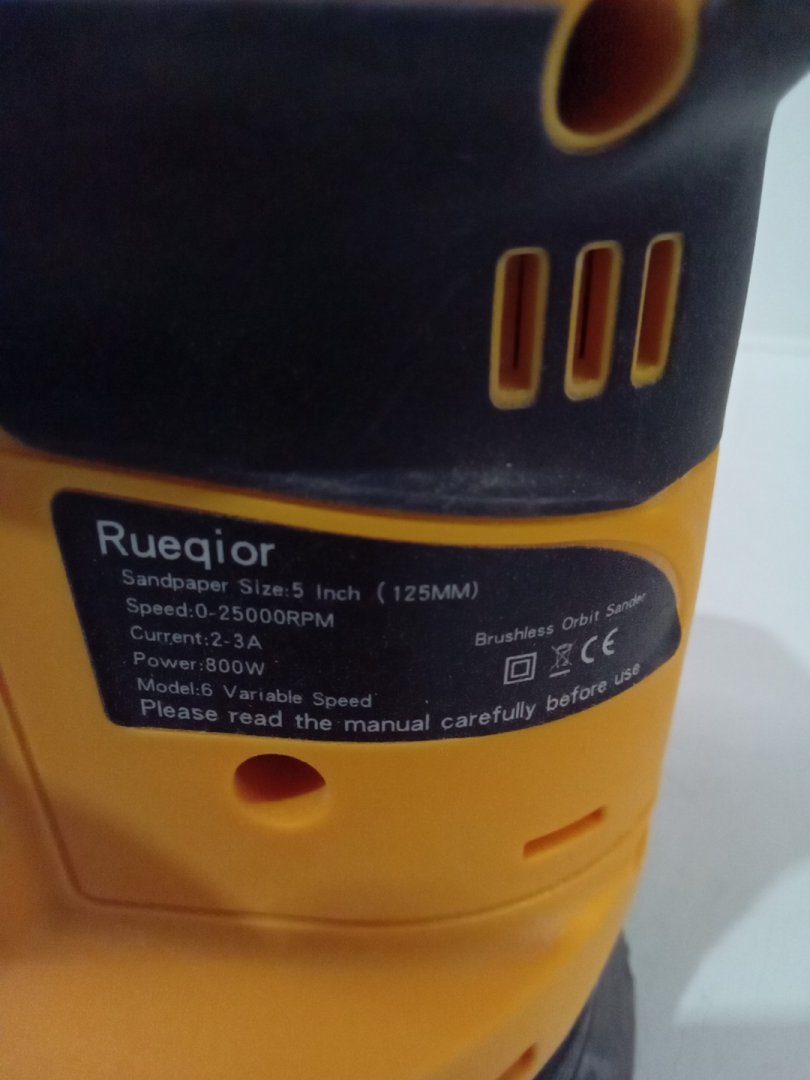 Rueqior
Sandpaper Size:5 Inch (125MM)
Speed:0-25000RPM
Current:2-3A
Power:800W
Model:6 Variable Speed
Brushless Orbit Sander
CE
Please read the manual carefully before use